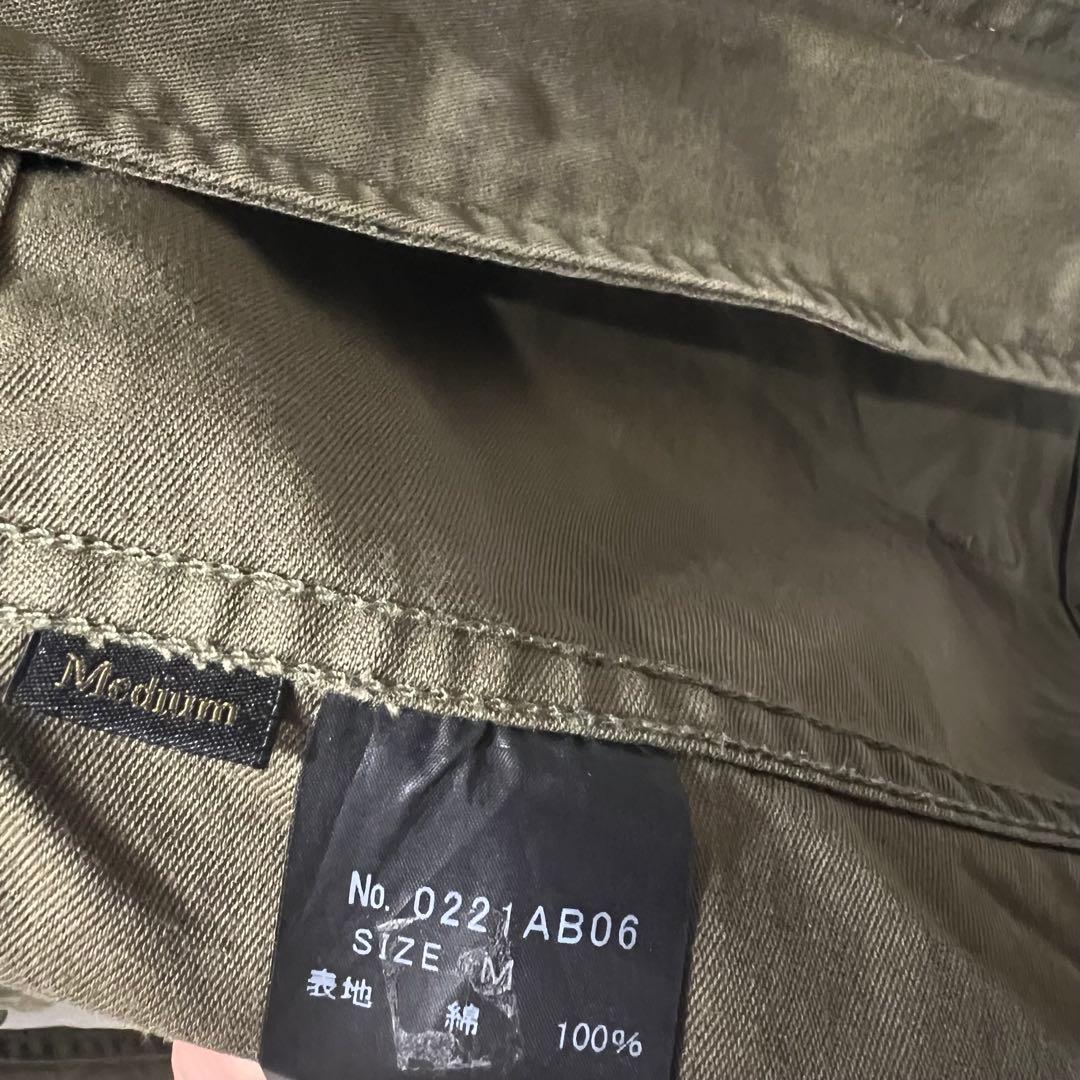 Medium
No. 0221AB06
SIZE M
表地 綿 100%